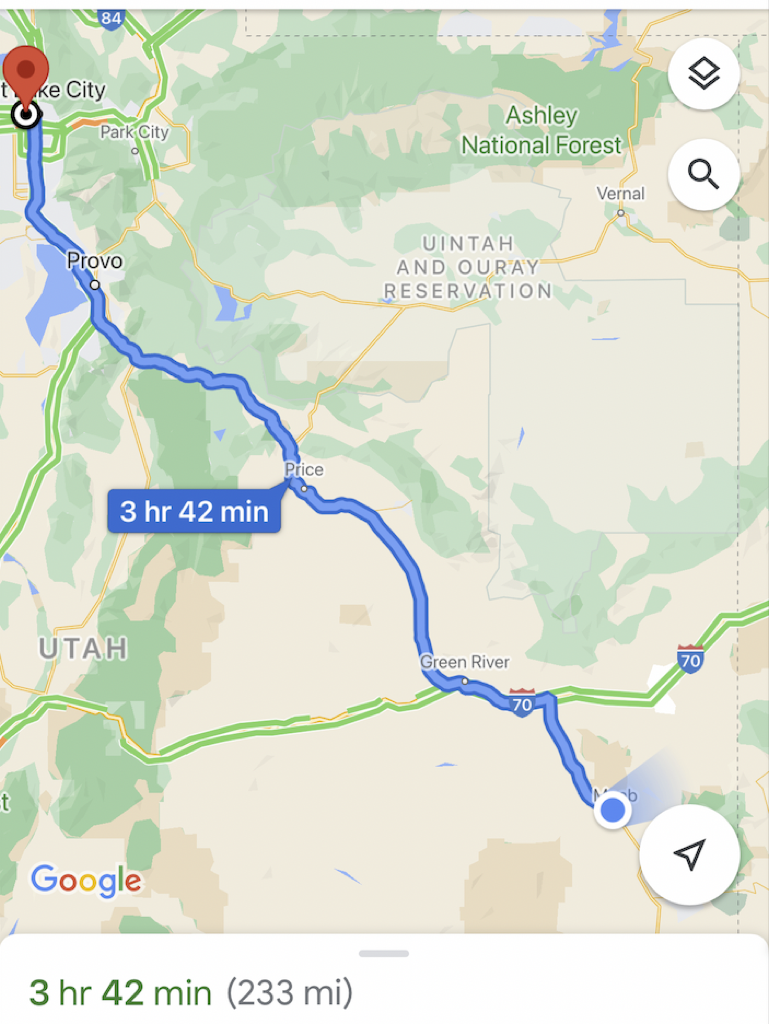 84
t Lake City
Park City
Ashley
National Forest
Vernal
UINTAH
AND OURAY
RESERVATION
Provo
Price
3 hr 42 min
UTAH
Green River
70
70
Moab
t
Google
3 hr 42 min (233 mi)